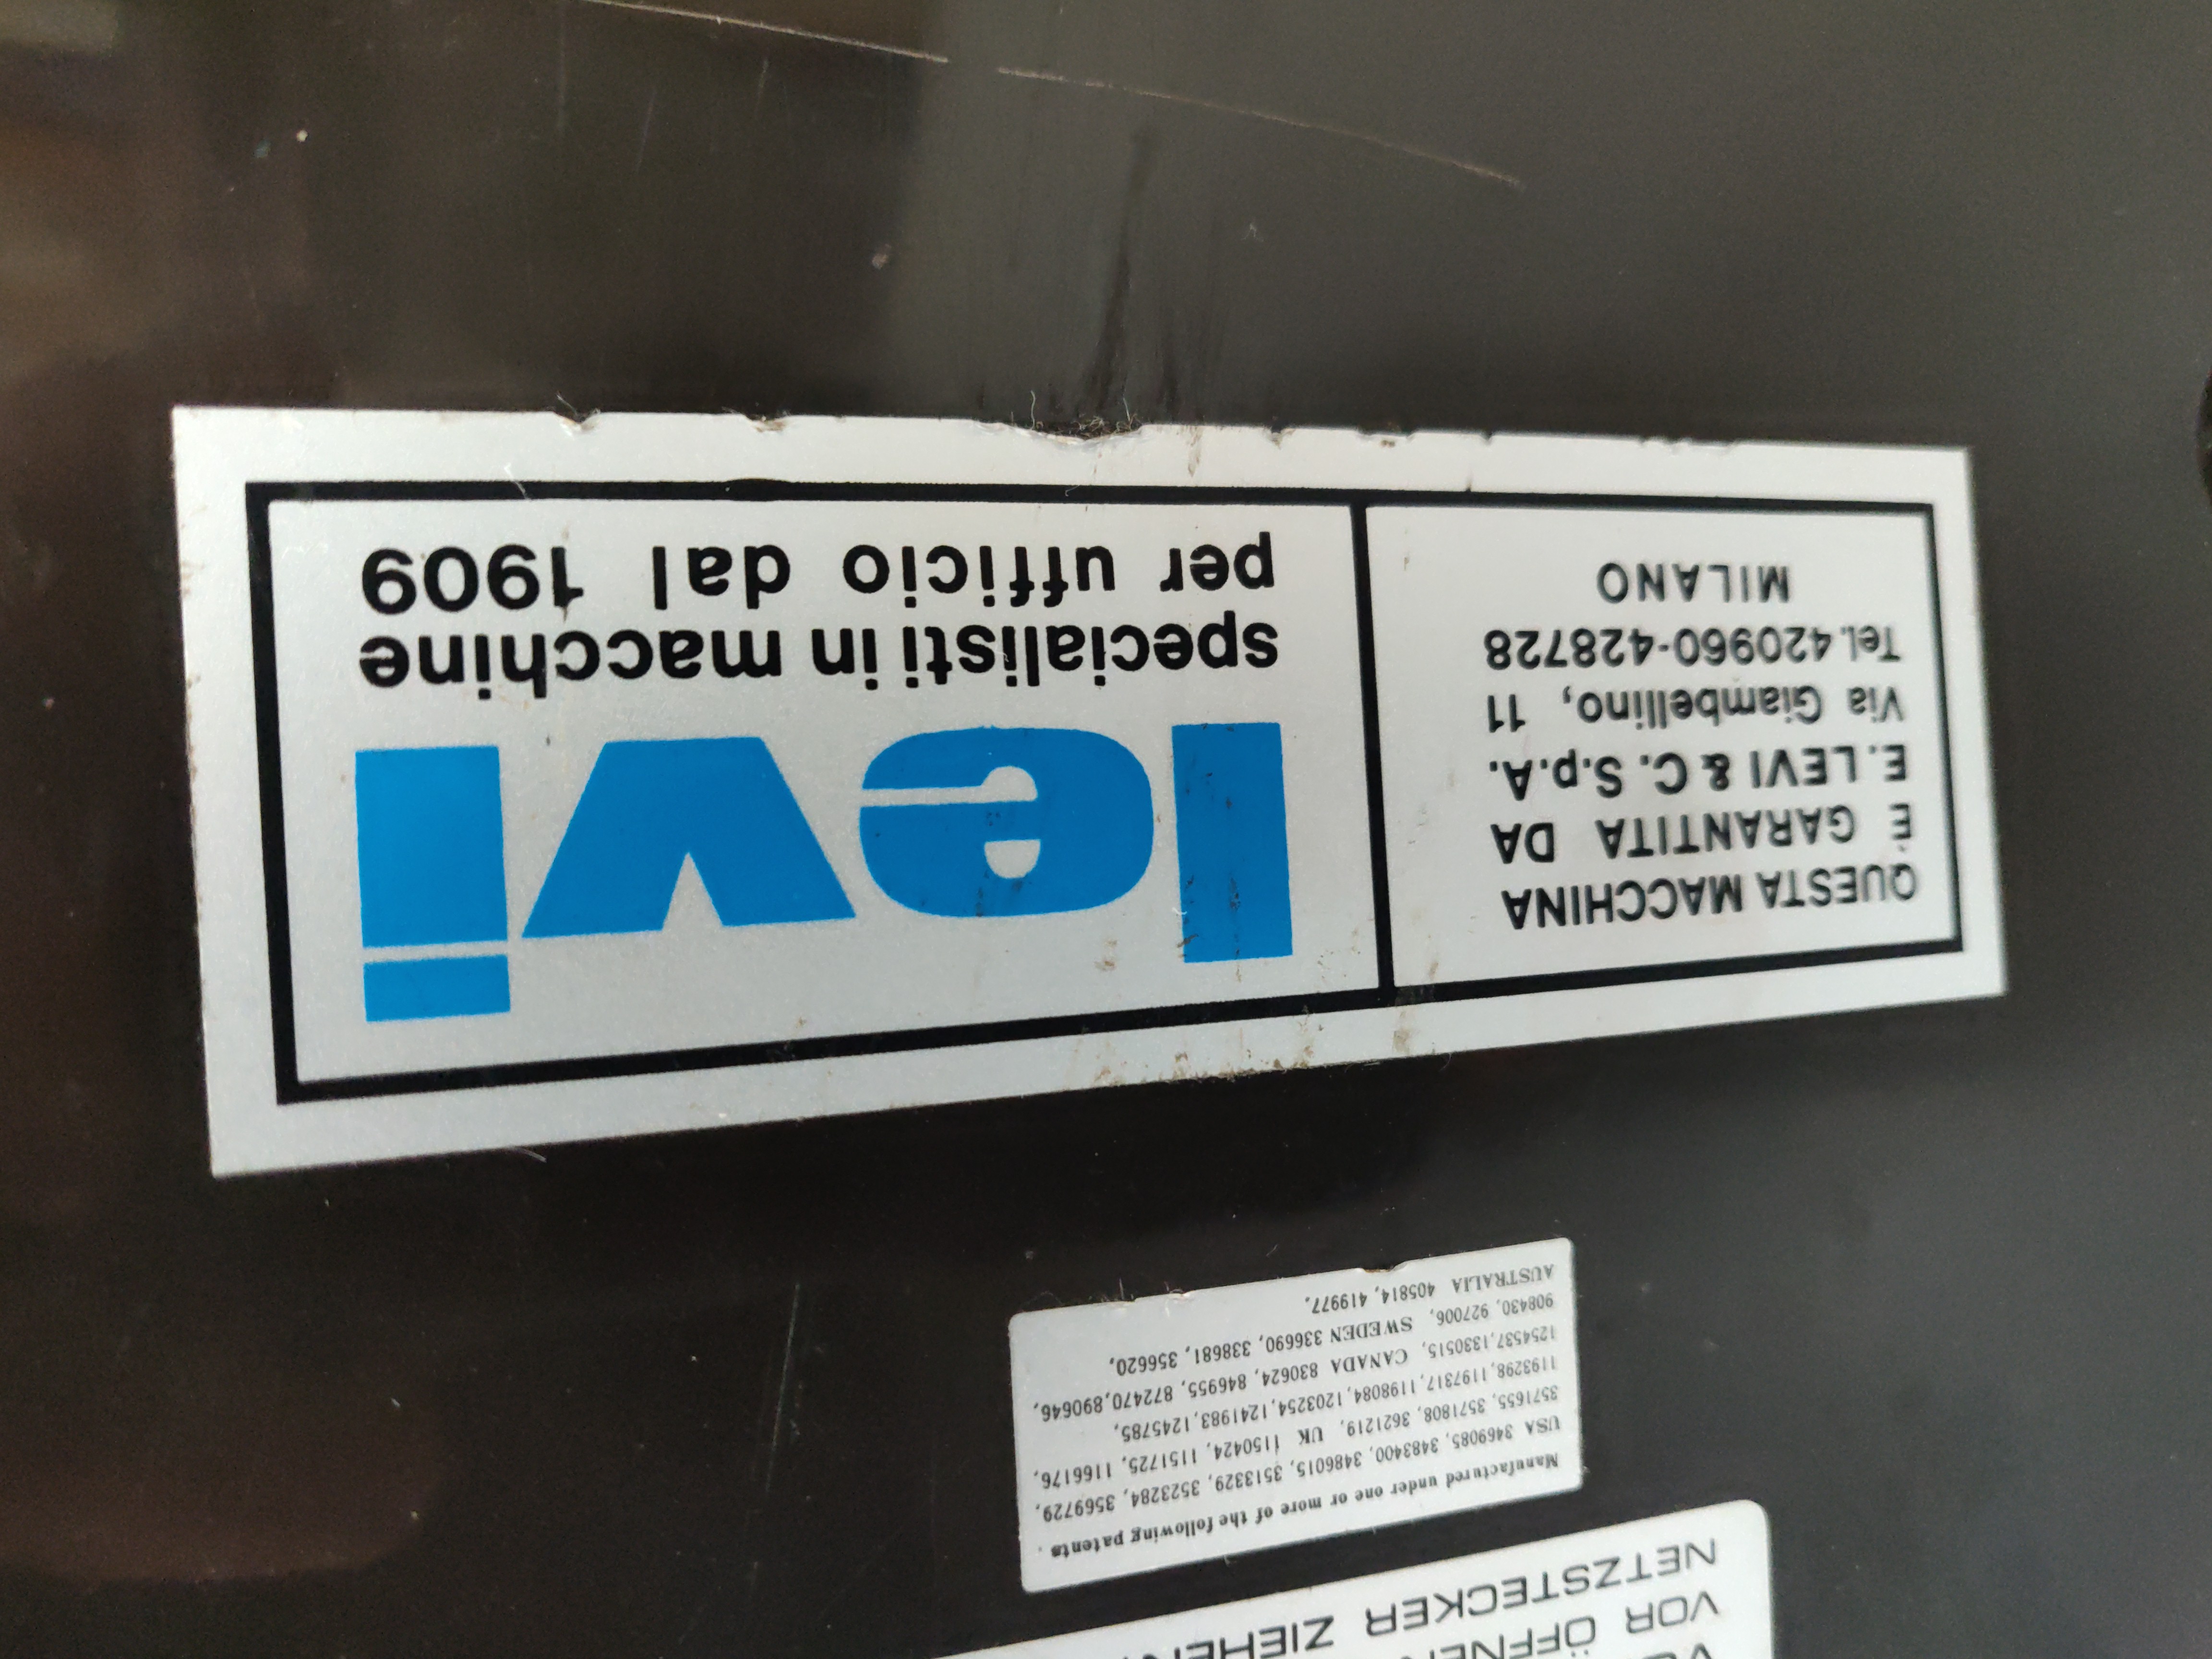 VOR
NETZSTECKER ZIEHEN
Manufactured under one or more of the following patents .
USA 3469085, 3483400, 3486015, 3513329, 3523284, 3569729,
3571655, 3571808, 3621219, UK 1150424, 1151725, 1166176,
1193298, 1197317, 1198084, 1203254, 1241983, 1245785,
1254537, 1330515, CANADA 830624, 846955, 872470, 890646,
908430, 927006, SWEDEN 336690, 338681, 356620,
AUSTRALIA 405814, 419977.
QUESTA MACCHINA
È GARANTITA DA
E. LEVI & C. S.p.A.
Via Giambellino, 11
Tel. 420960-428728
MILANO
levi
specialisti in macchine
per ufficio dal 1909